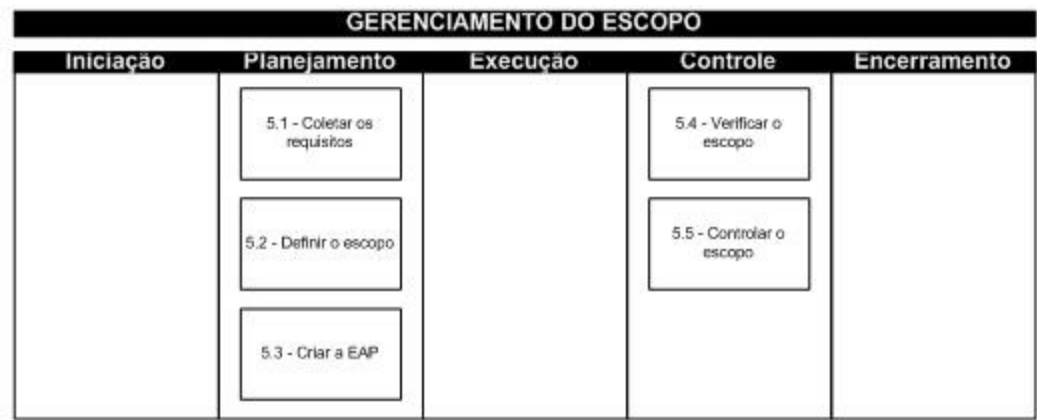 GERENCIAMENTO DO ESCOPO
Iniciação
Planejamento
Execução
Controle
Encerramento
5.1 - Coletar os
requisitos
5.2 - Definir o escopo
5.3 - Criar a EAP
5.4 - Verificar o
escopo
5.5 - Controlar o
escopo